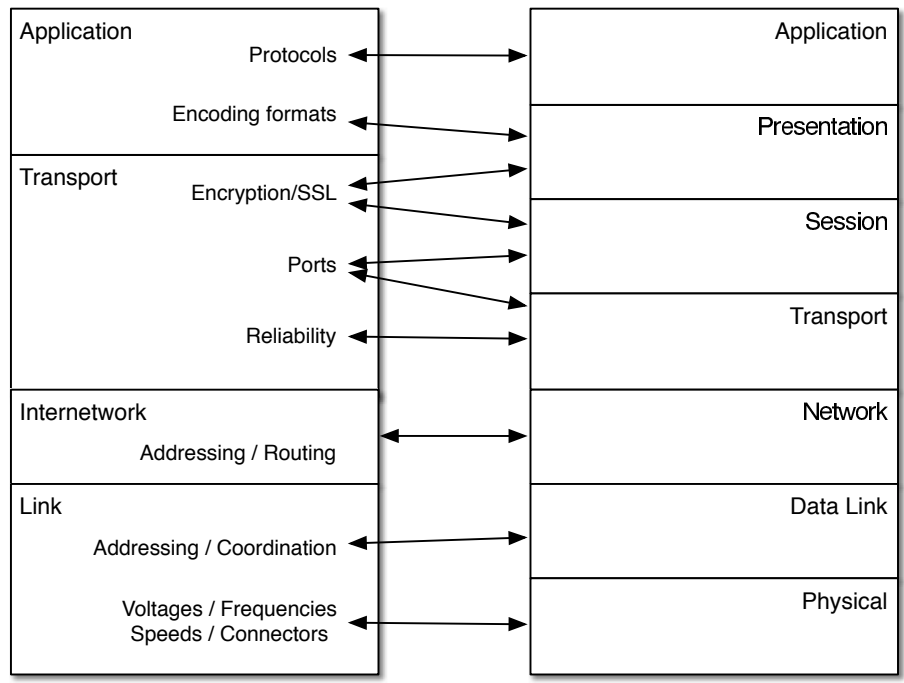 Application
Protocols
Encoding formats
Transport
Encryption/SSL
Ports
Reliability
Internetwork
Addressing / Routing
Link
Addressing / Coordination
Voltages / Frequencies
Speeds / Connectors
Application
Presentation
Session
Transport
Network
Data Link
Physical